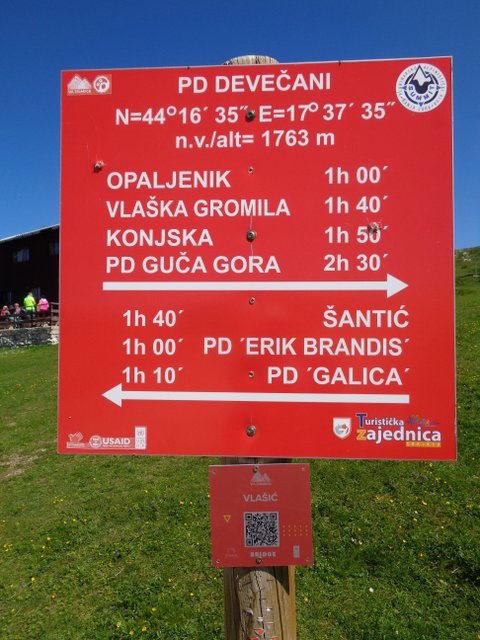 PD DEVEČANI
N=44°16´ 35˝ E=17°37´ 35˝
n.v./alt= 1763 m
SUMMIT
OPALJENIK 1h 00´
VLAŠKA GROMILA 1h 40´
KONJSKA 1h 50´
PD GUČA GORA 2h 30´
1h 40´ ŠANTIĆ
1h 00´ PD ´ERIK BRANDIS´
1h 10´ PD ´GALICA´
USAID
Turistička
zajednica
VLAŠIĆ
BRIDGE